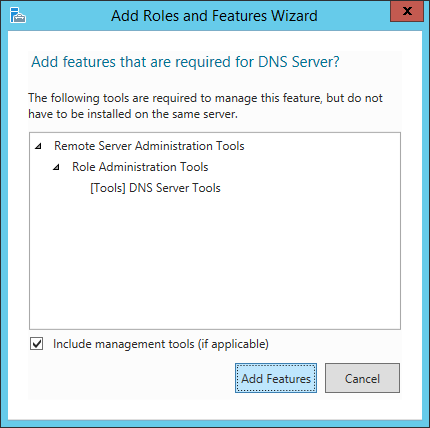 Add Roles and Features Wizard
x
Add features that are required for DNS Server?
The following tools are required to manage this feature, but do not
have to be installed on the same server.
Remote Server Administration Tools
Role Administration Tools
[Tools] DNS Server Tools
Include management tools (if applicable)
Add Features
Cancel